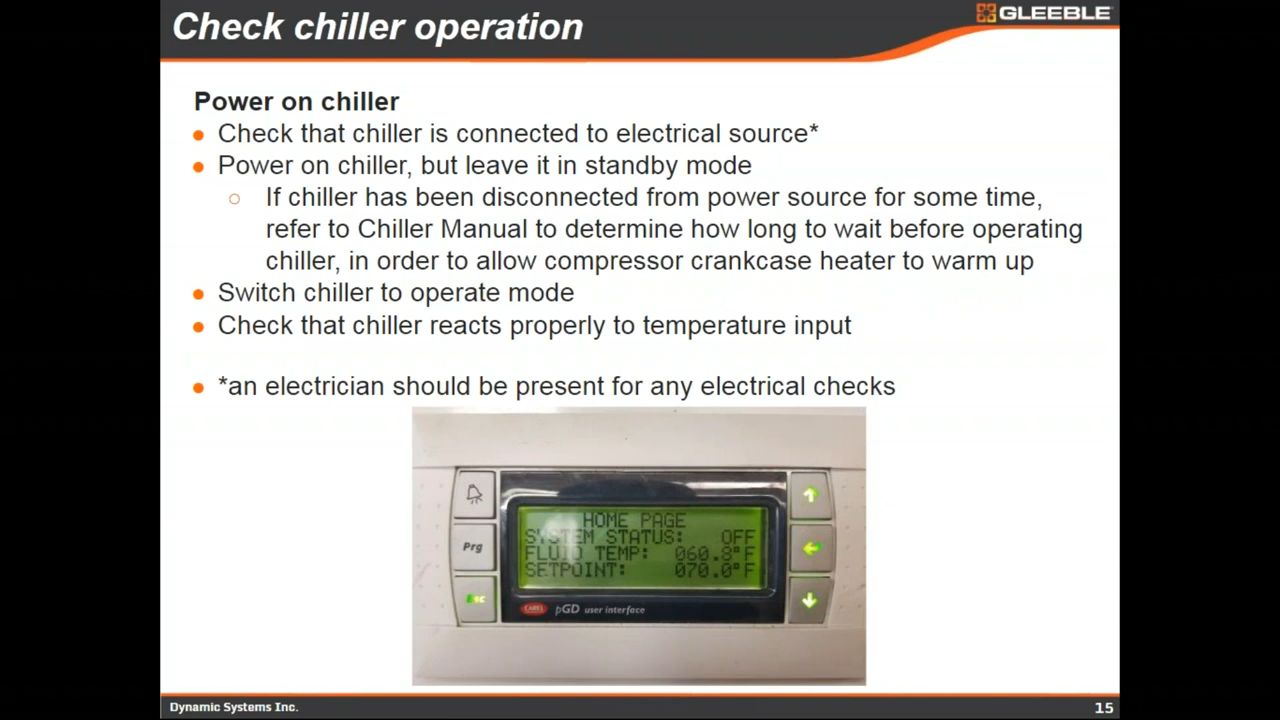 Check chiller operation
GLEEBLE
Power on chiller
• Check that chiller is connected to electrical source*
• Power on chiller, but leave it in standby mode
○ If chiller has been disconnected from power source for some time,
refer to Chiller Manual to determine how long to wait before operating
chiller, in order to allow compressor crankcase heater to warm up
• Switch chiller to operate mode
• Check that chiller reacts properly to temperature input
• *an electrician should be present for any electrical checks
HOME PAGE
SYSTEM STATUS: OFF
FLUID TEMP: 060.8°F
SETPOINT: 070.0°F
Prg
Esc
CAREL pGD user interface
Dynamic Systems Inc.
15